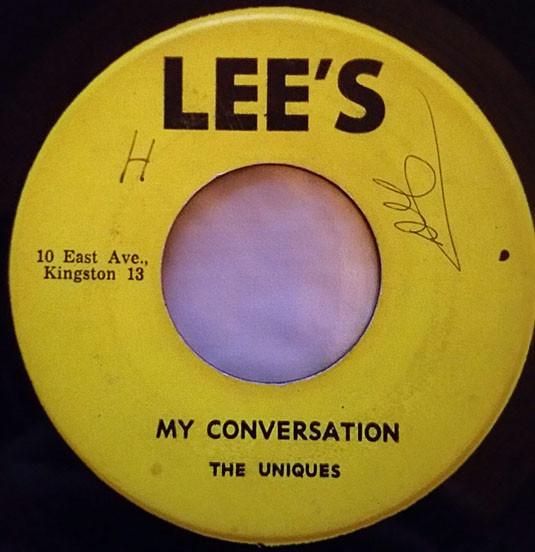 LEE'S
H
10 East Ave.,
Kingston 13
MY CONVERSATION
THE UNIQUES